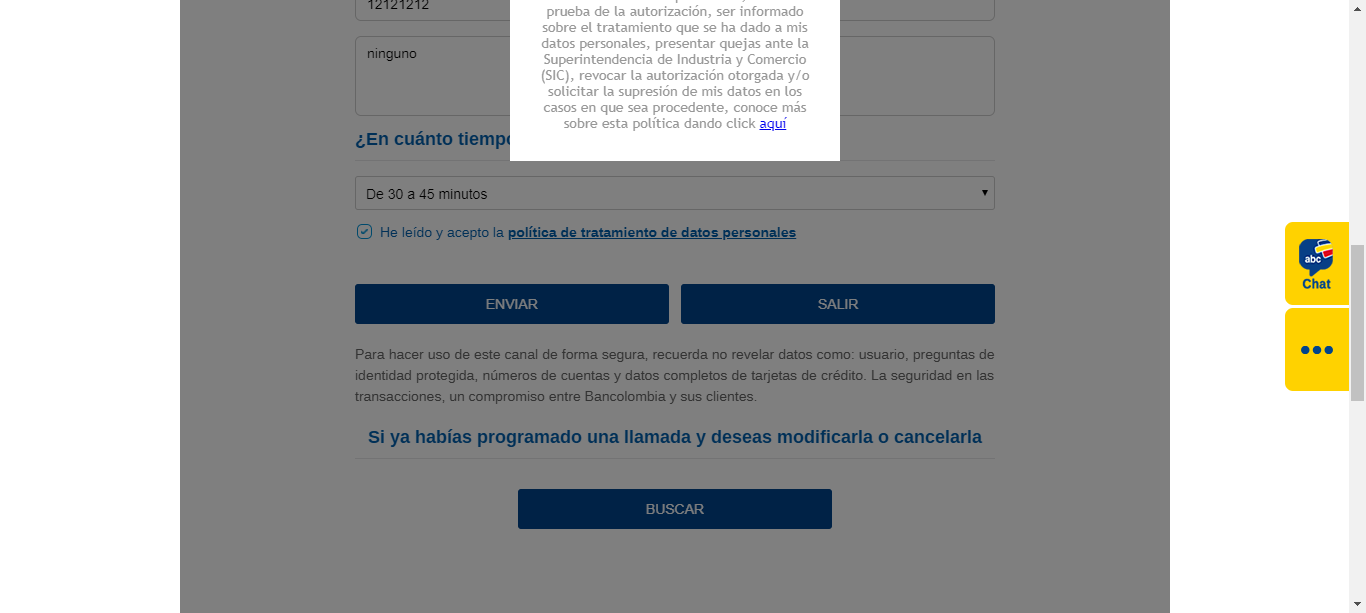 12121212
prueba de la autorización, ser informado
sobre el tratamiento que se ha dado a mis
datos personales, presentar quejas ante la
Superintendencia de Industria y Comercio
(SIC), revocar la autorización otorgada y/o
solicitar la supresión de mis datos en los
casos en que sea procedente, conoce más
sobre esta política dando click aquí
ninguno
¿En cuánto tiempo
De 30 a 45 minutos
He leído y acepto la política de tratamiento de datos personales
ENVIAR
SALIR
Para hacer uso de este canal de forma segura, recuerda no revelar datos como: usuario, preguntas de
identidad protegida, números de cuentas y datos completos de tarjetas de crédito. La seguridad en las
transacciones, un compromiso entre Bancolombia y sus clientes.
Si ya habías programado una llamada y deseas modificarla o cancelarla
BUSCAR
abc
Chat